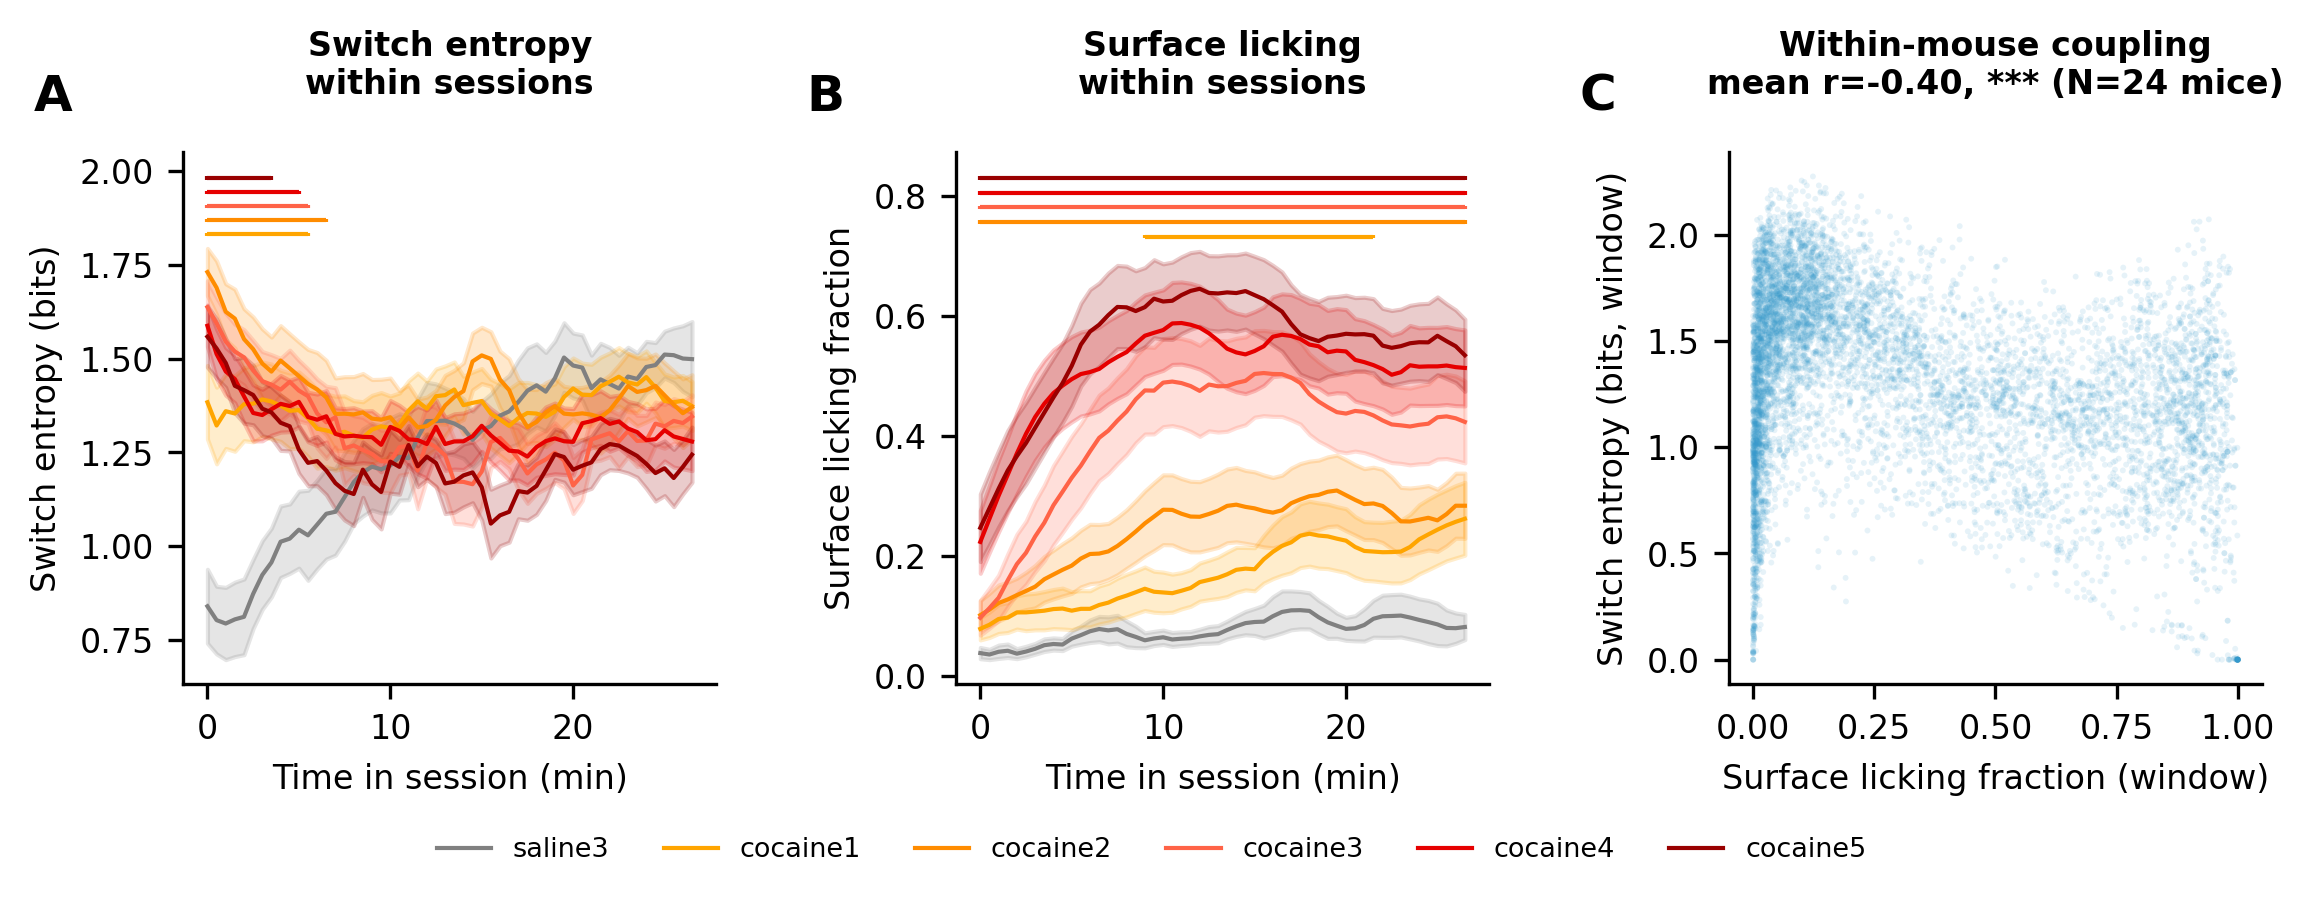 A
Switch entropy
within sessions
Switch entropy (bits)
2.00
1.75
1.50
1.25
1.00
0.75
0
10
20
Time in session (min)
B
Surface licking
within sessions
Surface licking fraction
0.8
0.6
0.4
0.2
0.0
0
10
20
Time in session (min)
C
Within-mouse coupling
mean r=-0.40, *** (N=24 mice)
Switch entropy (bits, window)
2.0
1.5
1.0
0.5
0.0
0.00
0.25
0.50
0.75
1.00
Surface licking fraction (window)
saline3
cocaine1
cocaine2
cocaine3
cocaine4
cocaine5